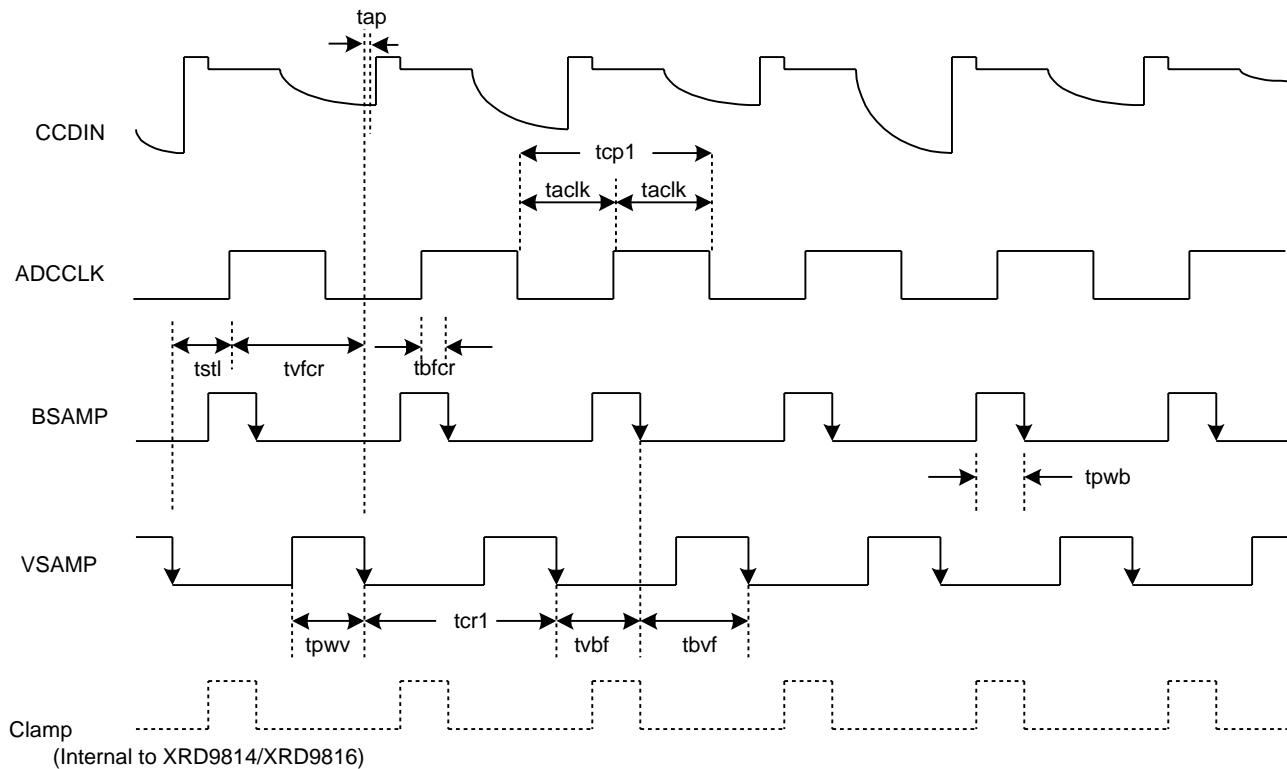 tap
CCDIN
tcp1
taclk taclk
ADCCLK
tstl tvfcr tbfcr
BSAMP
tpwb
VSAMP
tpwv tcr1 tvbf tbvf
Clamp
(Internal to XRD9814/XRD9816)